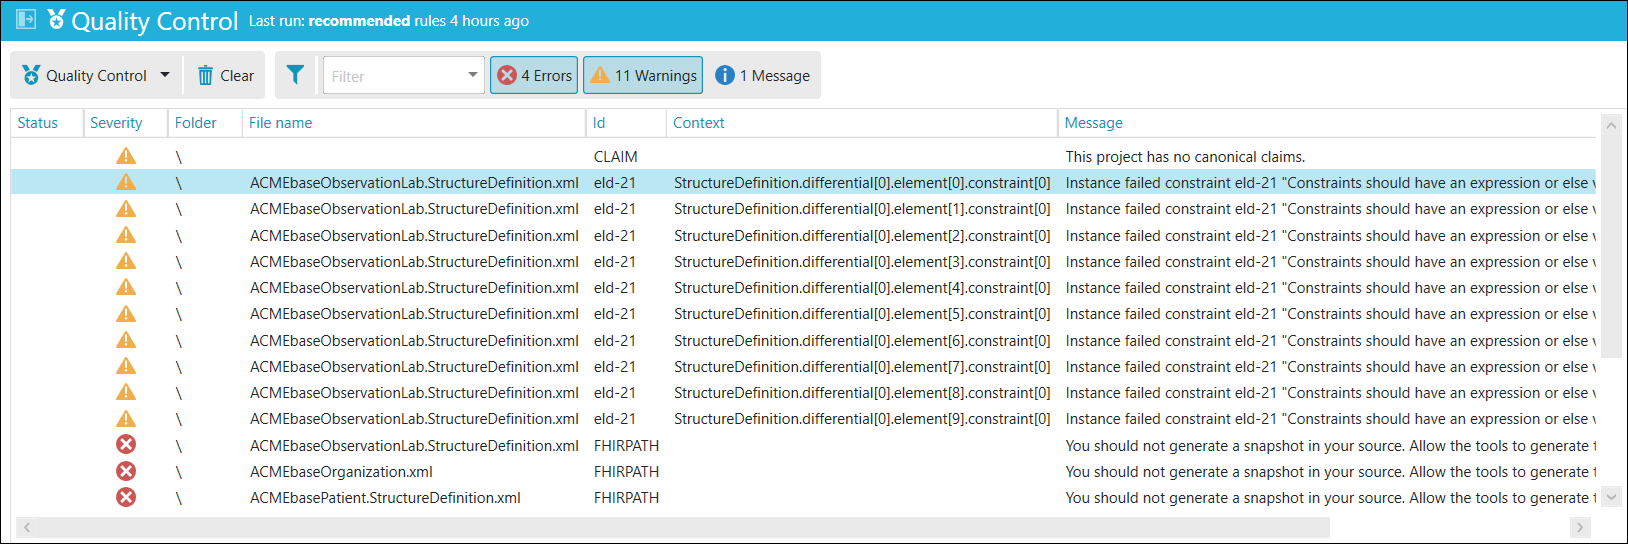 Quality Control Last run: recommended rules 4 hours ago
Quality Control Clear Filter 4 Errors 11 Warnings 1 Message
Status Severity Folder File name Id Context Message
\ CLAIM This project has no canonical claims.
\ ACMEbaseObservationLab.StructureDefinition.xml eld-21 StructureDefinition.differential[0].element[0].constraint[0] Instance failed constraint eld-21 "Constraints should have an expression or else v
\ ACMEbaseObservationLab.StructureDefinition.xml eld-21 StructureDefinition.differential[0].element[1].constraint[0] Instance failed constraint eld-21 "Constraints should have an expression or else v
\ ACMEbaseObservationLab.StructureDefinition.xml eld-21 StructureDefinition.differential[0].element[2].constraint[0] Instance failed constraint eld-21 "Constraints should have an expression or else v
\ ACMEbaseObservationLab.StructureDefinition.xml eld-21 StructureDefinition.differential[0].element[3].constraint[0] Instance failed constraint eld-21 "Constraints should have an expression or else v
\ ACMEbaseObservationLab.StructureDefinition.xml eld-21 StructureDefinition.differential[0].element[4].constraint[0] Instance failed constraint eld-21 "Constraints should have an expression or else v
\ ACMEbaseObservationLab.StructureDefinition.xml eld-21 StructureDefinition.differential[0].element[5].constraint[0] Instance failed constraint eld-21 "Constraints should have an expression or else v
\ ACMEbaseObservationLab.StructureDefinition.xml eld-21 StructureDefinition.differential[0].element[6].constraint[0] Instance failed constraint eld-21 "Constraints should have an expression or else v
\ ACMEbaseObservationLab.StructureDefinition.xml eld-21 StructureDefinition.differential[0].element[7].constraint[0] Instance failed constraint eld-21 "Constraints should have an expression or else v
\ ACMEbaseObservationLab.StructureDefinition.xml eld-21 StructureDefinition.differential[0].element[8].constraint[0] Instance failed constraint eld-21 "Constraints should have an expression or else v
\ ACMEbaseObservationLab.StructureDefinition.xml eld-21 StructureDefinition.differential[0].element[9].constraint[0] Instance failed constraint eld-21 "Constraints should have an expression or else v
\ ACMEbaseObservationLab.StructureDefinition.xml FHIRPATH You should not generate a snapshot in your source. Allow the tools to generate t
\ ACMEbaseOrganization.xml FHIRPATH You should not generate a snapshot in your source. Allow the tools to generate t
\ ACMEbasePatient.StructureDefinition.xml FHIRPATH You should not generate a snapshot in your source. Allow the tools to generate t